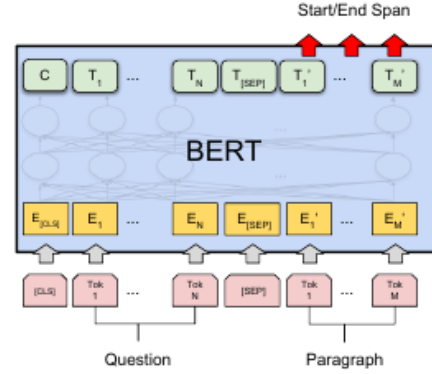 Start/End Span
C T1 ... TN T[SEP] T1' ... TM'
...
BERT
...
E[CLS] E1 ... EN E[SEP] E1' ... EM'
[CLS] Tok 1 ... Tok N [SEP] Tok 1 ... Tok M
Question Paragraph